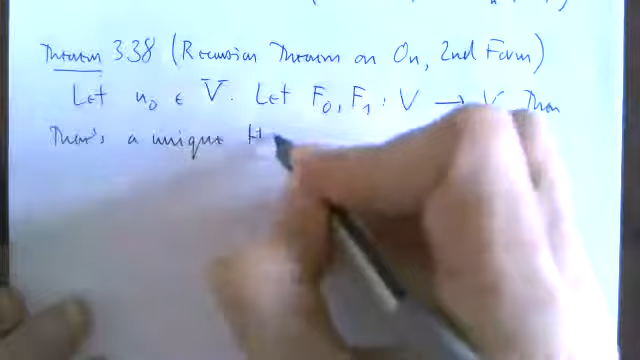 Theorem 3.38 (Recursion Theorem on On, 2nd Form)
Let u₀ ∈ V. Let F₀, F₁ : V → V. Then
there's a unique H